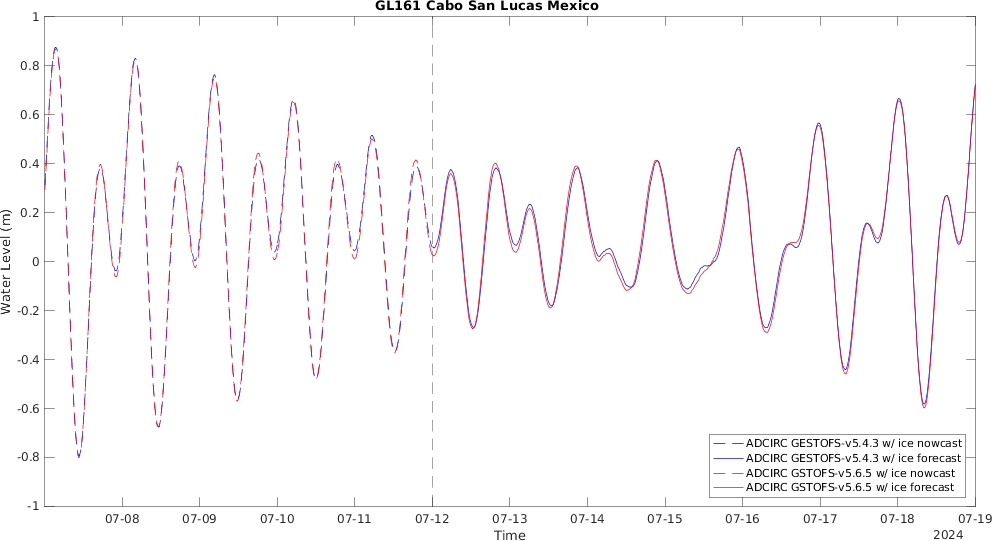 GL161 Cabo San Lucas Mexico
1
0.8
0.6
0.4
0.2
0
-0.2
-0.4
-0.6
-0.8
-1
Water Level (m)
ADCIRC GESTOFS-v5.4.3 w/ ice nowcast
ADCIRC GESTOFS-v5.4.3 w/ ice forecast
ADCIRC GSTOFS-v5.6.5 w/ ice nowcast
ADCIRC GSTOFS-v5.6.5 w/ ice forecast
07-08 07-09 07-10 07-11 07-12 07-13 07-14 07-15 07-16 07-17 07-18 07-19
Time
2024